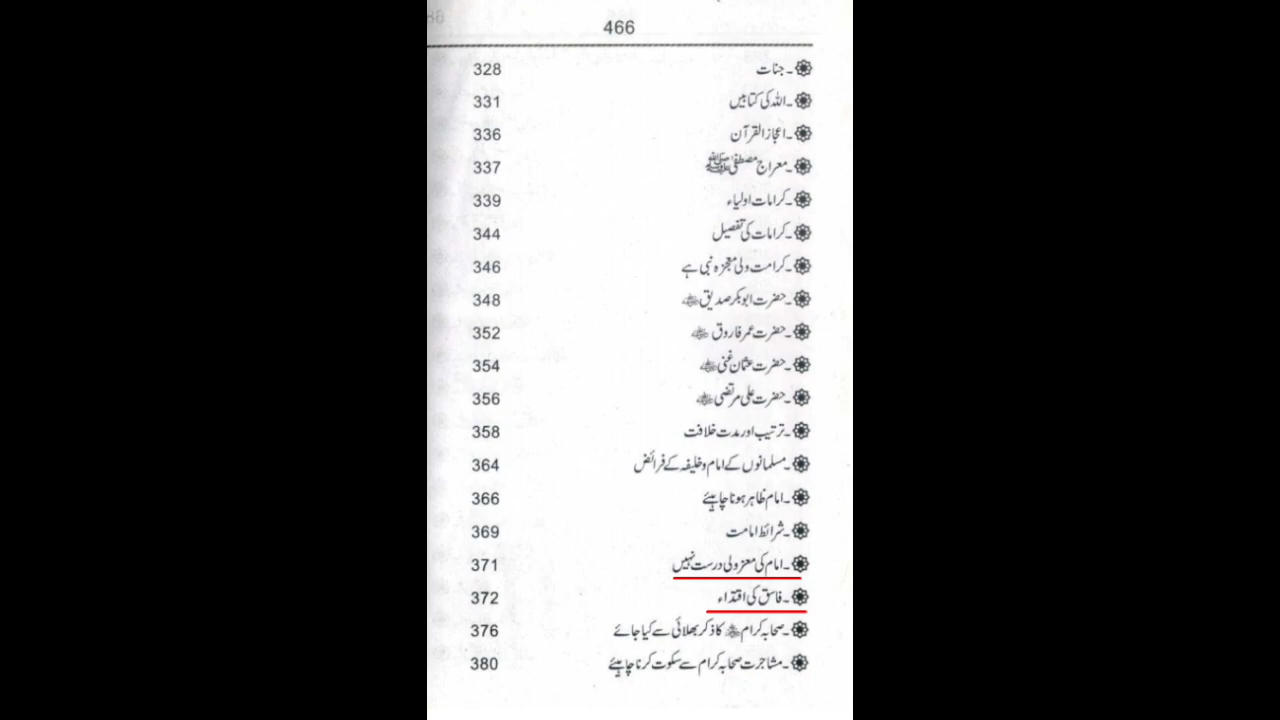 466
۔جنات 328
۔اللہ کی کتابیں 331
۔اعجاز القرآن 336
۔معراج مصطفیٰ ﷺ 337
۔کرامات اولیاء 339
۔کرامات کی تفصیل 344
۔کرامت ولی معجزہ نبی ہے 346
۔حضرت ابوبکر صدیق ؓ 348
۔حضرت عمر فاروق ؓ 352
۔حضرت عثمان غنی ؓ 354
۔حضرت علی مرتضی ؓ 356
۔ترتیب اور مدت خلافت 358
۔مسلمانوں کے امام وخلیفہ کے فرائض 364
۔امام ظاہر ہونا چاہیئے 366
۔شرائط امامت 369
۔امام کی معزولی درست نہیں 371
۔فاسق کی اقتداء 372
۔صحابہ کرام ؓ کا ذکر بھلائی سے کیا جائے 376
۔مشاجرت صحابہ کرام سے سکوت کرنا چاہیئے 380